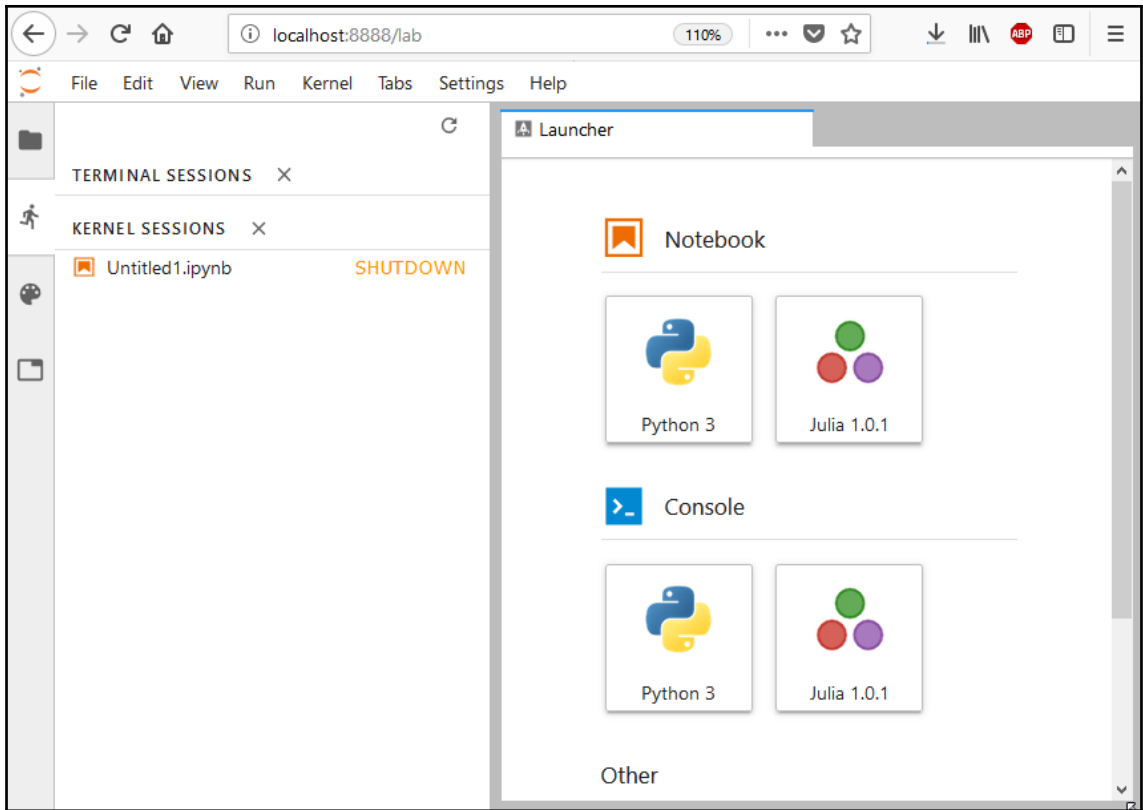 localhost:8888/lab
110%
ABP
File Edit View Run Kernel Tabs Settings Help
Launcher
TERMINAL SESSIONS
KERNEL SESSIONS
Untitled1.ipynb SHUTDOWN
Notebook
Python 3 Julia 1.0.1
Console
Python 3 Julia 1.0.1
Other